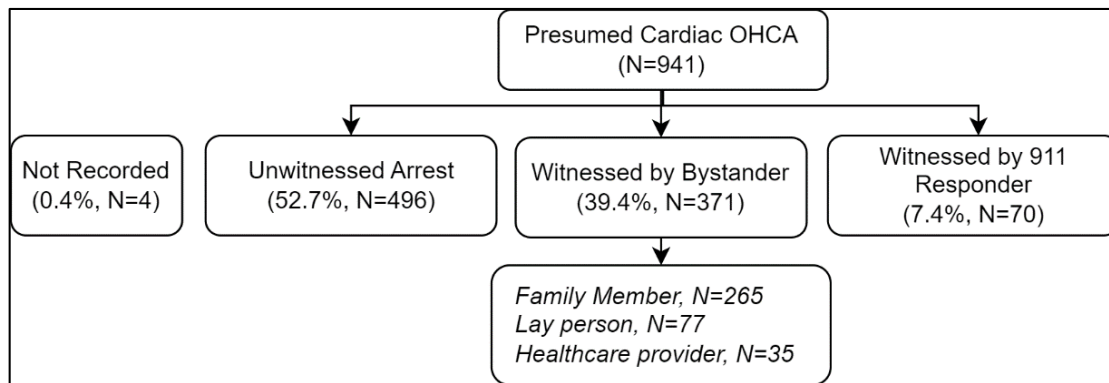 Presumed Cardiac OHCA
(N=941)
Not Recorded
(0.4%, N=4)
Unwitnessed Arrest
(52.7%, N=496)
Witnessed by Bystander
(39.4%, N=371)
Witnessed by 911
Responder
(7.4%, N=70)
Family Member, N=265
Lay person, N=77
Healthcare provider, N=35